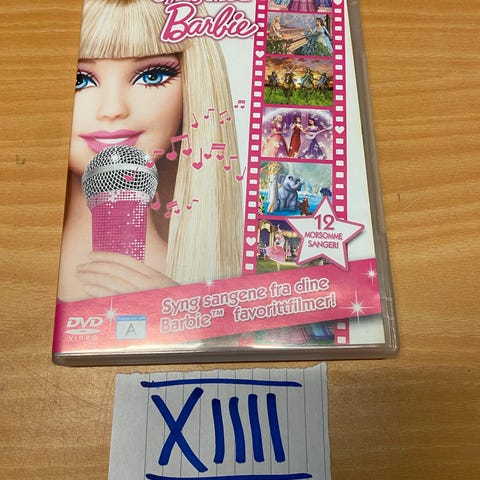 Barbie
12
MORSOMME
SANGER!
Syng sangene fra dine
Barbie™ favorittfilmer!
DVD
VIDEO
A
XIIII